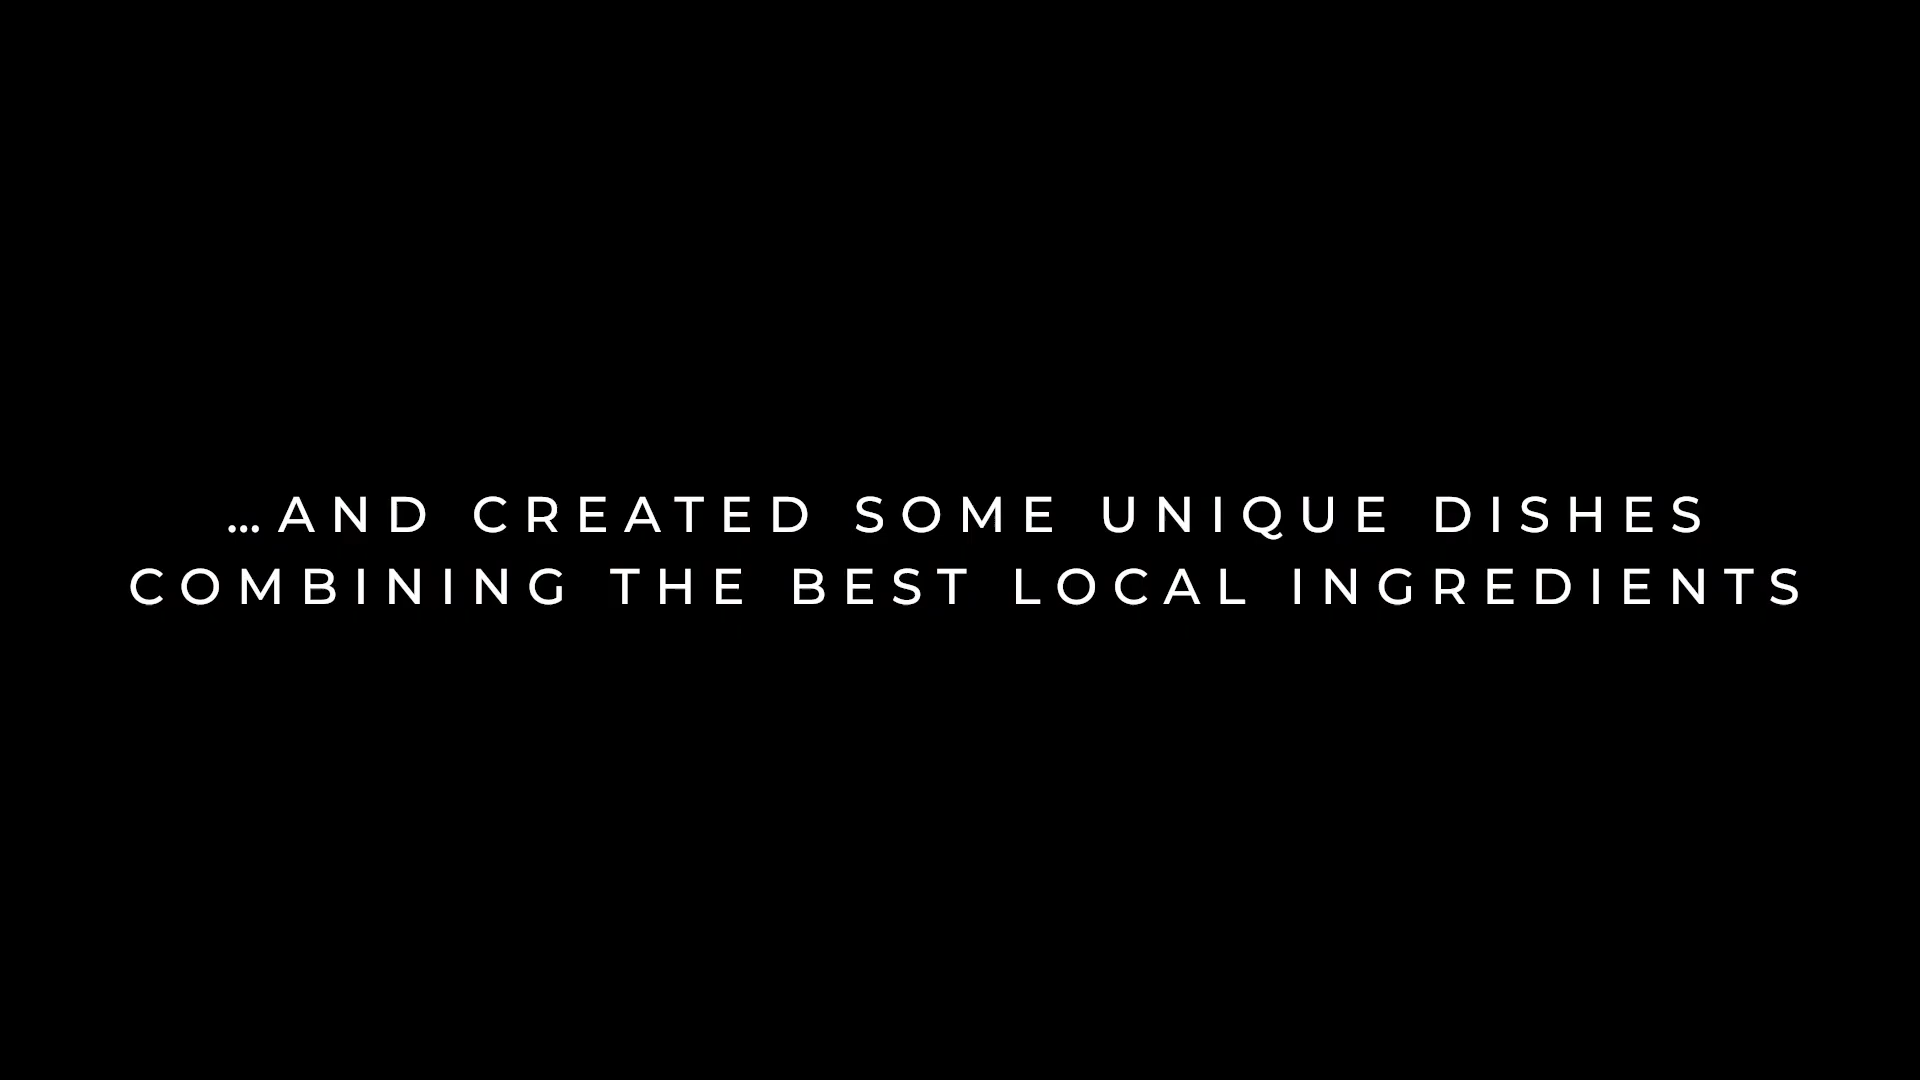 …AND CREATED SOME UNIQUE DISHES
COMBINING THE BEST LOCAL INGREDIENTS